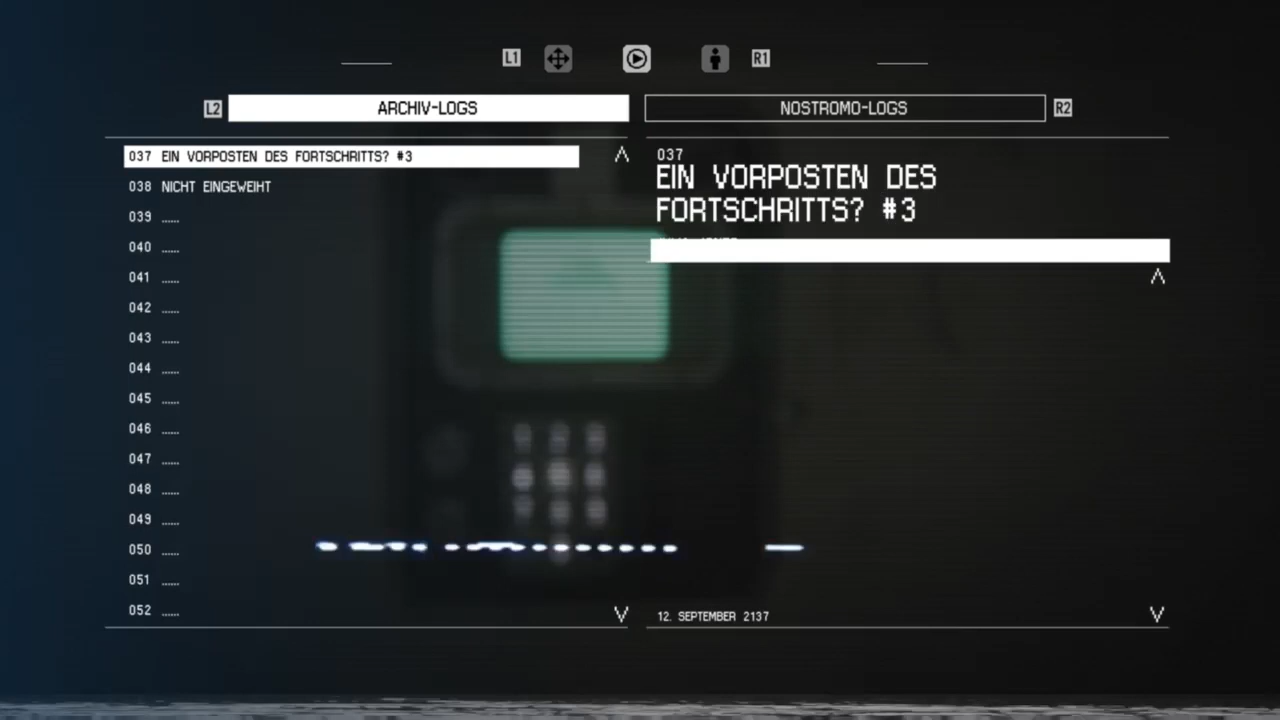 L1 R1
L2 ARCHIV-LOGS NOSTROMO-LOGS R2
037 EIN VORPOSTEN DES FORTSCHRITTS? #3
038 NICHT EINGEWEIHT
039 ......
040 ......
041 ......
042 ......
043 ......
044 ......
045 ......
046 ......
047 ......
048 ......
049 ......
050 ......
051 ......
052 ......
037
EIN VORPOSTEN DES
FORTSCHRITTS? #3
12. SEPTEMBER 2137